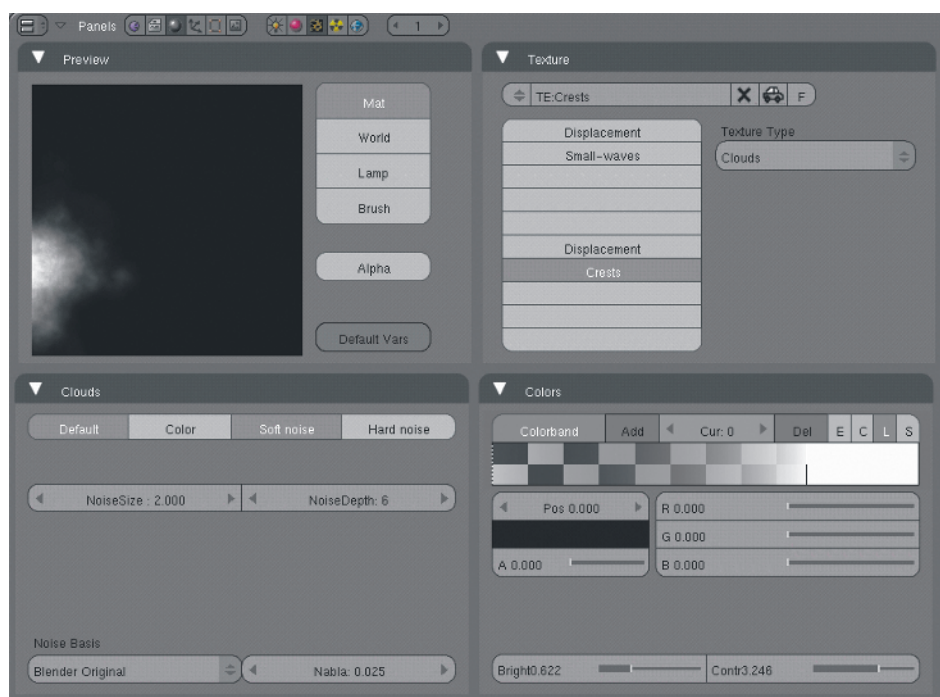 Panels
1
Preview
Mat
World
Lamp
Brush
Alpha
Default Vars
Texture
TE:Crests
F
Displacement
Small-waves
Displacement
Crests
Texture Type
Clouds
Clouds
Default Color Soft noise Hard noise
NoiseSize : 2.000 NoiseDepth: 6
Noise Basis
Blender Original Nabla: 0.025
Colors
Colorband Add Cur: 0 Del E C L S
Pos 0.000
A 0.000
R 0.000
G 0.000
B 0.000
Bright0.622 Contr3.246